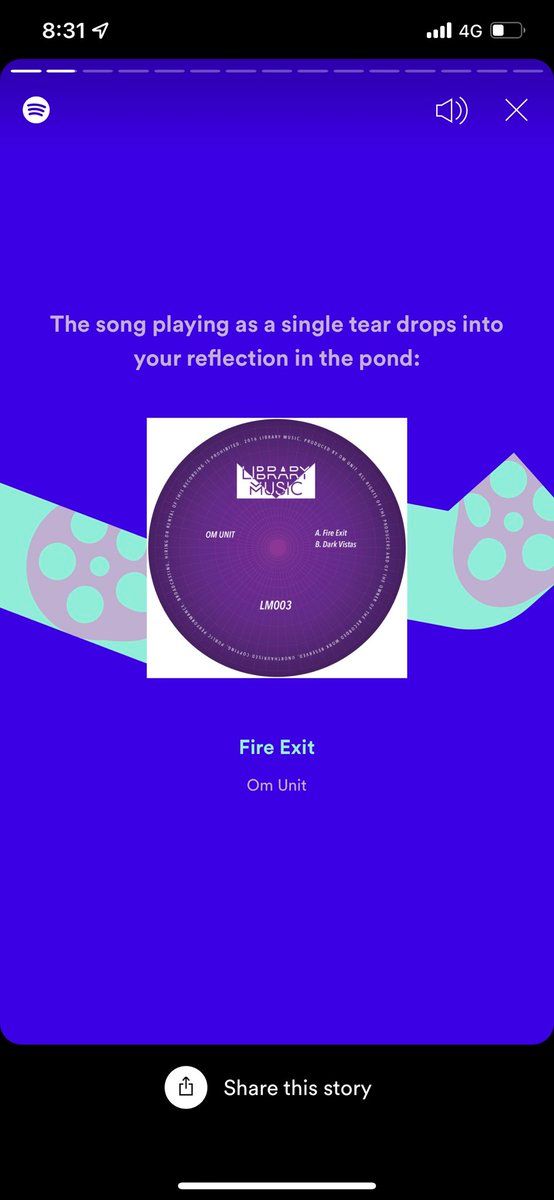 8:31
4G
The song playing as a single tear drops into
your reflection in the pond:
LIBRARY
MUSIC
OM UNIT
A. Fire Exit
B. Dark Vistas
LM003
UNAUTHORISED COPYING, PUBLIC PERFORMANCE, BROADCASTING, HIRING OR RENTAL OF THIS RECORDING IS PROHIBITED. 2016 LIBRARY MUSIC. PRODUCED BY OM UNIT. ALL RIGHTS OF THE PRODUCERS AND OF THE OWNER OF THE RECORDED WORK RESERVED.
Fire Exit
Om Unit
Share this story